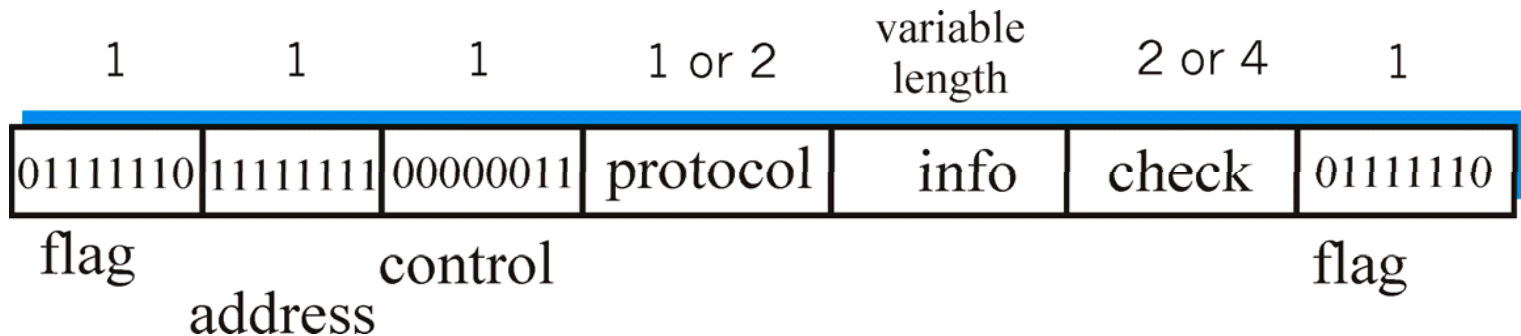 1 1 1 1 or 2 variable length 2 or 4 1
01111110 11111111 00000011 protocol info check 01111110
flag address control flag